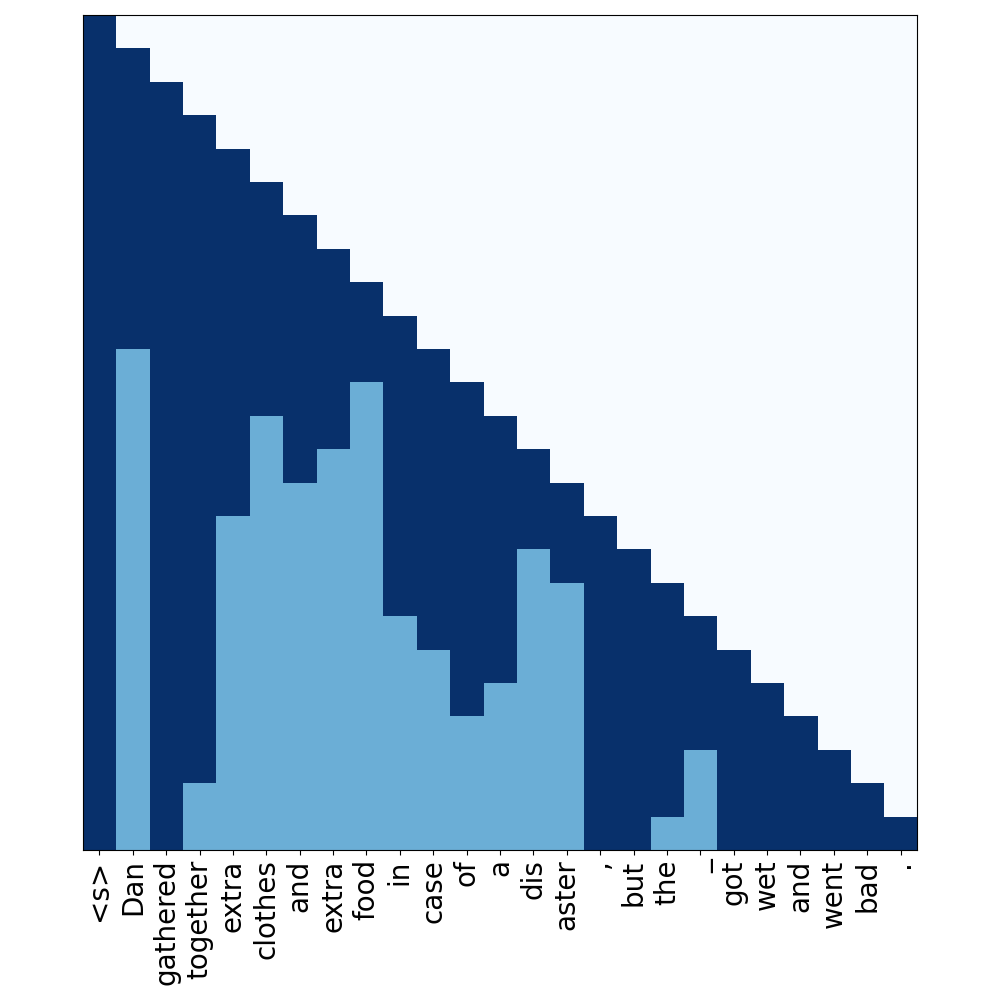 <s>
Dan
gathered
together
extra
clothes
and
extra
food
in
case
of
a
dis
aster
,
but
the
_
got
wet
and
went
bad
.